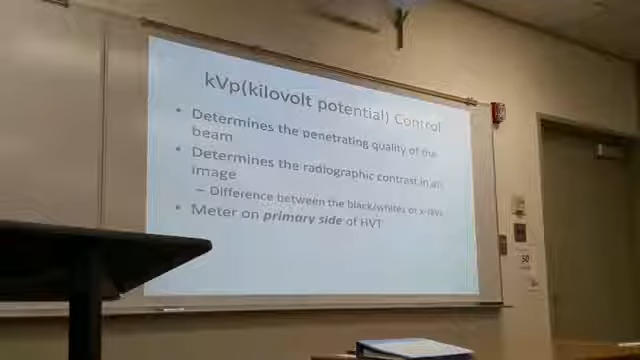 kVp(kilovolt potential) Control
• Determines the penetrating quality of the
beam
• Determines the radiographic contrast in an
image
– Difference between the black/whites of x-rays
• Meter on primary side of HVT
50